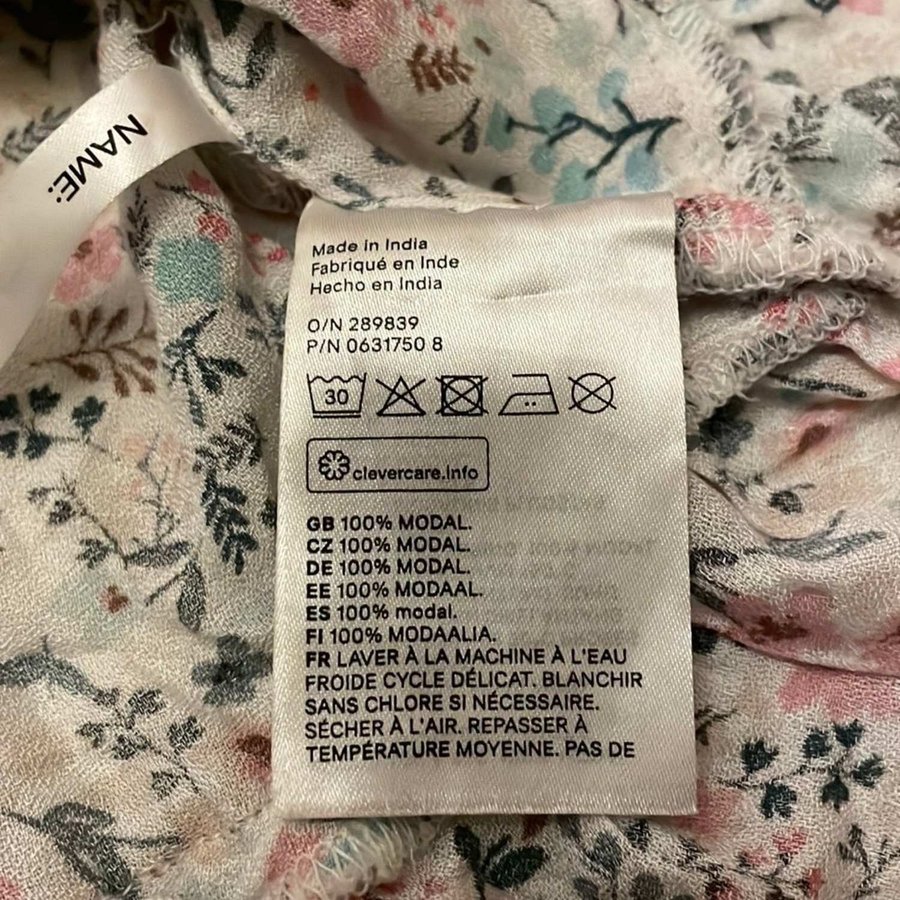 NAME:
Made in India
Fabriqué en Inde
Hecho en India
O/N 289839
P/N 0631750 8
30
clevercare.info
GB 100% MODAL.
CZ 100% MODAL.
DE 100% MODAL.
EE 100% MODAAL.
ES 100% modal.
FI 100% MODAALIA.
FR LAVER À LA MACHINE À L'EAU
FROIDE CYCLE DÉLICAT. BLANCHIR
SANS CHLORE SI NÉCESSAIRE.
SÉCHER À L'AIR. REPASSER À
TEMPÉRATURE MOYENNE. PAS DE